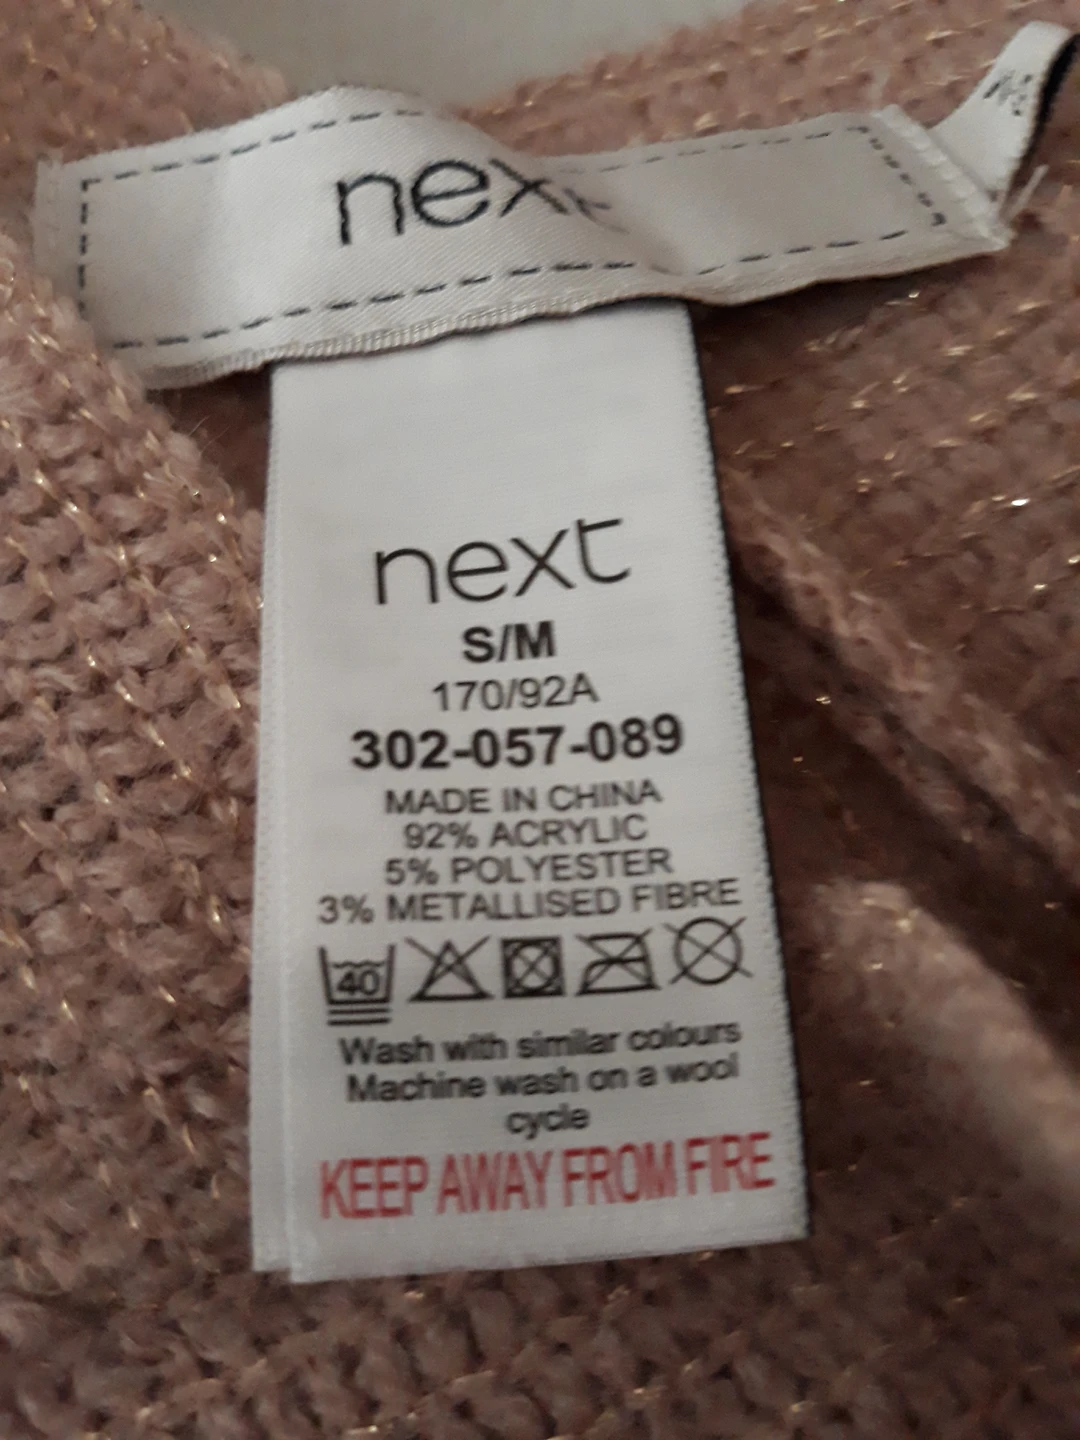 next
next
S/M
170/92A
302-057-089
MADE IN CHINA
92% ACRYLIC
5% POLYESTER
3% METALLISED FIBRE
40
Wash with similar colours
Machine wash on a wool
cycle
KEEP AWAY FROM FIRE